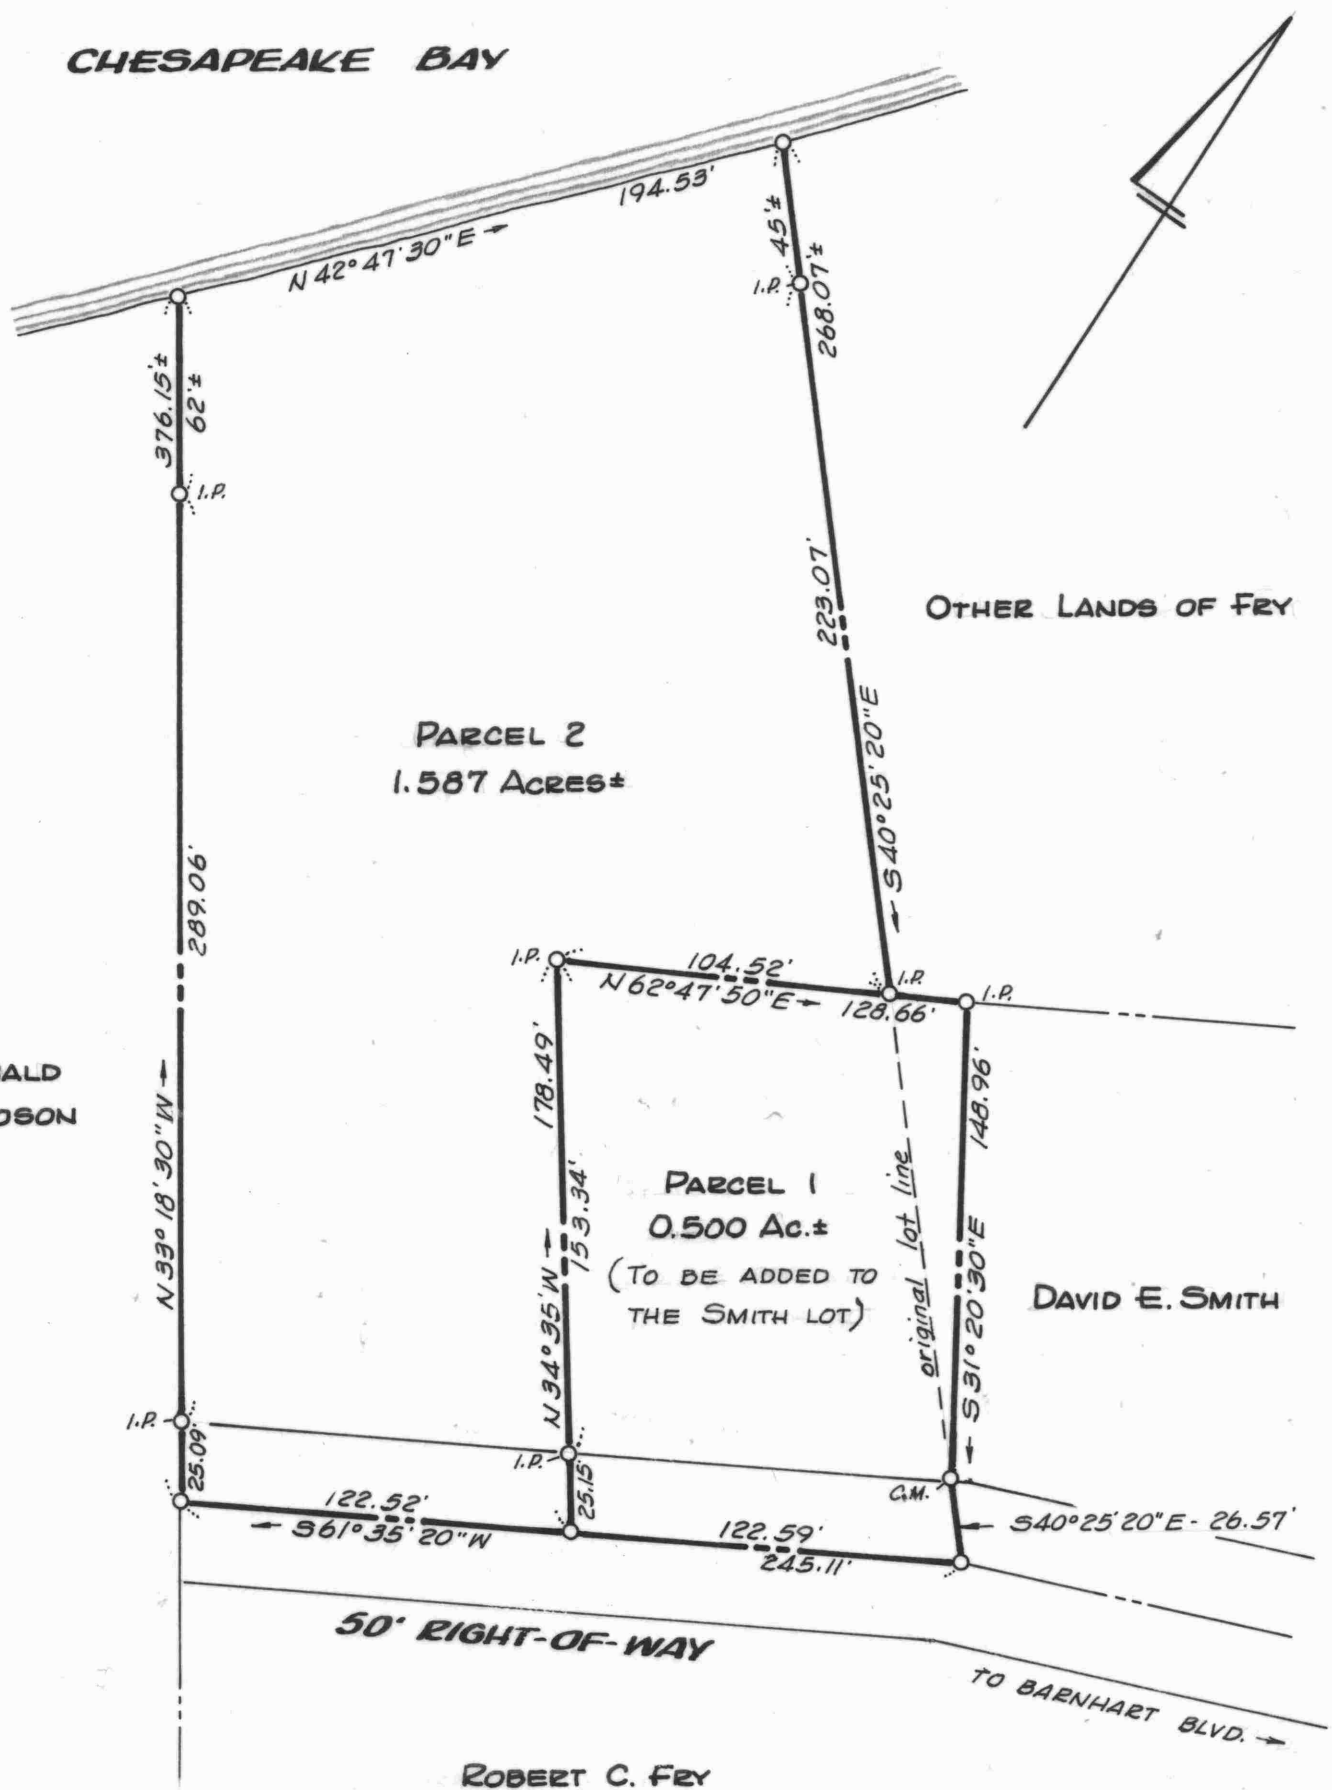 CHESAPEAKE BAY
194.53'
N 42° 47' 30" E →
45'±
I.P.
268.07'±
376.15'±
62'±
I.P.
223.07'
OTHER LANDS OF FRY
S 40° 25' 20" E
PARCEL 2
1.587 ACRES±
289.06'
I.P.
104.52'
N 62° 47' 50" E →
I.P.
128.66'
I.P.
178.49'
148.96'
N 33° 18' 30" W →
153.34'
N 34° 35' W →
PARCEL 1
0.500 AC.±
(TO BE ADDED TO
THE SMITH LOT)
original lot line
S 31° 20' 30" E
DAVID E. SMITH
I.P.
25.09'
I.P.
25.15'
C.M.
122.52'
← S 61° 35' 20" W
122.59'
245.11'
← S 40° 25' 20" E - 26.57'
50' RIGHT-OF-WAY
TO BARNHART BLVD. →
ROBERT C. FRY